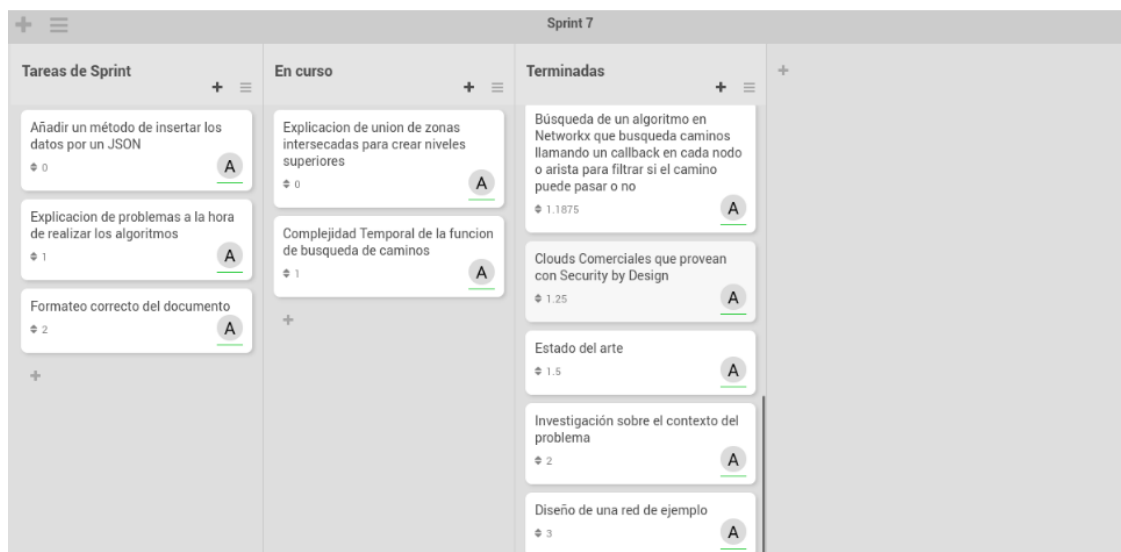 Sprint 7
Tareas de Sprint
Añadir un método de insertar los
datos por un JSON
0
A
Explicacion de problemas a la hora
de realizar los algoritmos
1
A
Formateo correcto del documento
2
A
En curso
Explicacion de union de zonas
intersecadas para crear niveles
superiores
0
A
Complejidad Temporal de la funcion
de busqueda de caminos
1
A
Terminadas
Búsqueda de un algoritmo en
Networkx que busqueda caminos
llamando un callback en cada nodo
o arista para filtrar si el camino
puede pasar o no
1.1875
A
Clouds Comerciales que provean
con Security by Design
1.25
A
Estado del arte
1.5
A
Investigación sobre el contexto del
problema
2
A
Diseño de una red de ejemplo
3
A